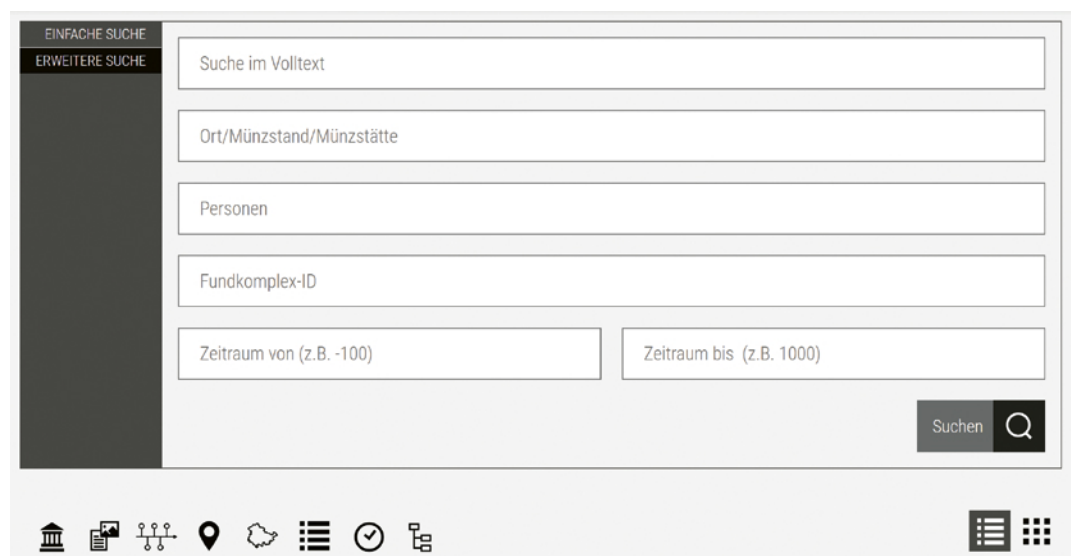 EINFACHE SUCHE
ERWEITERE SUCHE
Suche im Volltext
Ort/Münzstand/Münzstätte
Personen
Fundkomplex-ID
Zeitraum von (z.B. -100)
Zeitraum bis (z.B. 1000)
Suchen